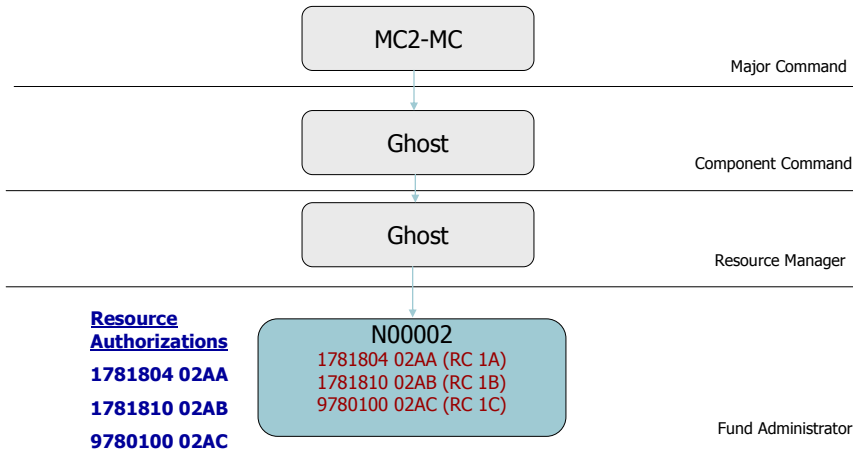 MC2-MC
Major Command
Ghost
Component Command
Ghost
Resource Manager
Resource
Authorizations
1781804 02AA
1781810 02AB
9780100 02AC
N00002
1781804 02AA (RC 1A)
1781810 02AB (RC 1B)
9780100 02AC (RC 1C)
Fund Administrator